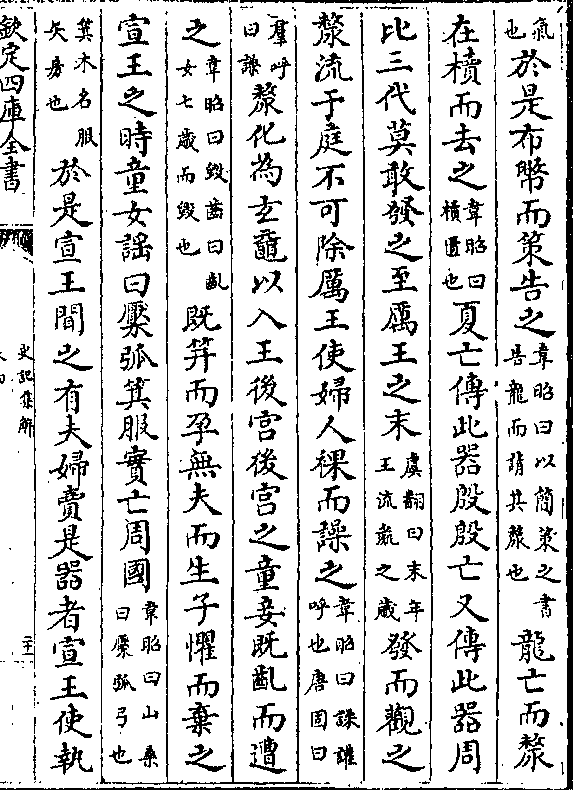 氣也於是布幣而策告之韋昭曰以簡策之書告龍而請其漦也龍亡而漦
在櫝而去之韋昭曰櫝匱也夏亡傳此器殷殷亡又傳此器周
比三代莫敢發之至厲王之末虞翻曰末年王流彘之歲發而觀之
漦流于庭不可除厲王使婦人裸而譟之韋昭曰譟讙呼也唐固曰
羣呼曰譟漦化為玄黿以入王後宮後宮之童妾既齔而遭
之韋昭曰毀齒曰齔女七歲而毀也既笄而孕無夫而生子懼而棄之
宣王之時童女謡曰檿弧箕服實亡周國韋昭曰山桑曰檿弧弓也
箕木名服矢房也於是宣王聞之有夫婦賣是器者宣王使執
欽定四庫全書
史記集解